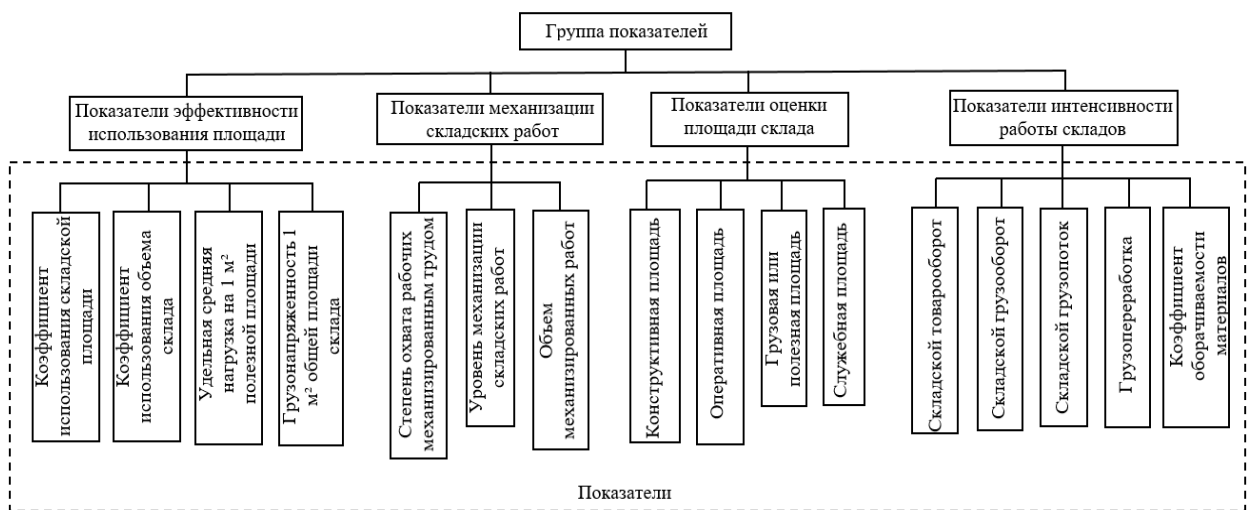 Группа показателей
Показатели эффективности
использования площади
Показатели механизации
складских работ
Показатели оценки
площади склада
Показатели интенсивности
работы складов
Коэффициент
использования складской
площади
Коэффициент
использования объема
склада
Удельная средняя
нагрузка на 1 м²
полезной площади
Грузонапряженность 1
м² общей площади
склада
Степень охвата рабочих
механизированным трудом
Уровень механизации
складских работ
Объем
механизированных работ
Конструктивная площадь
Оперативная площадь
Грузовая или
полезная площадь
Служебная площадь
Складской товарооборот
Складской грузооборот
Складской грузопоток
Грузопереработка
Коэффициент
оборачиваемости
материалов
Показатели